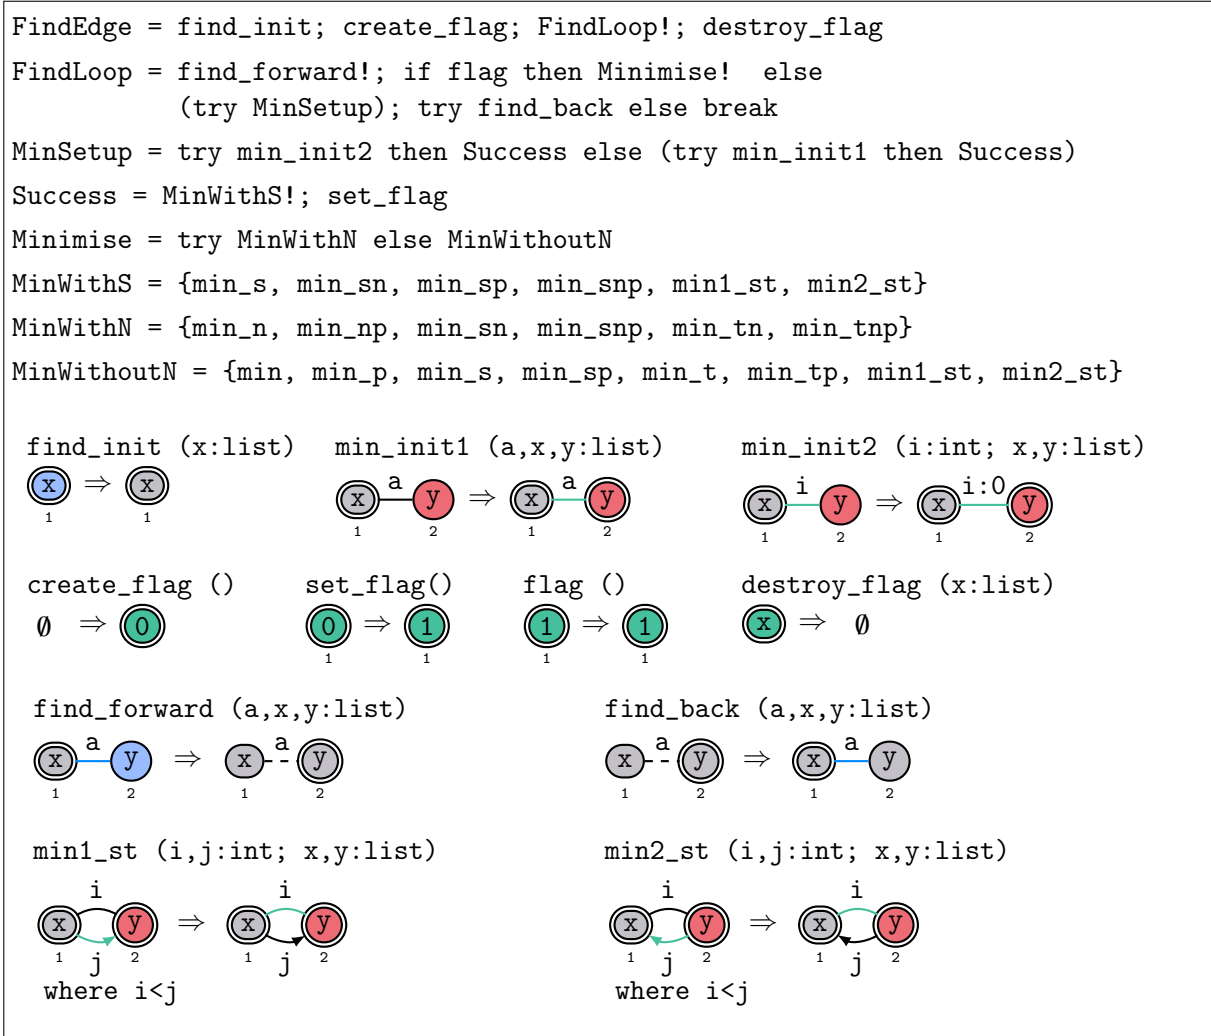 FindEdge = find_init; create_flag; FindLoop!; destroy_flag
FindLoop = find_forward!; if flag then Minimise! else
(try MinSetup); try find_back else break
MinSetup = try min_init2 then Success else (try min_init1 then Success)
Success = MinWithS!; set_flag
Minimise = try MinWithN else MinWithoutN
MinWithS = {min_s, min_sn, min_sp, min_snp, min1_st, min2_st}
MinWithN = {min_n, min_np, min_sn, min_snp, min_tn, min_tnp}
MinWithoutN = {min, min_p, min_s, min_sp, min_t, min_tp, min1_st, min2_st}
find_init (x:list) min_init1 (a,x,y:list) min_init2 (i:int; x,y:list)
x ⇒ x x a y ⇒ x a y x i y ⇒ x i:0 y
1 1 1 2 1 2 1 2 1 2
create_flag () set_flag() flag () destroy_flag (x:list)
∅ ⇒ 0 0 ⇒ 1 1 ⇒ 1 x ⇒ ∅
1 1 1 1
find_forward (a,x,y:list) find_back (a,x,y:list)
x a y ⇒ x a y x a y ⇒ x a y
1 2 1 2 1 2 1 2
min1_st (i,j:int; x,y:list) min2_st (i,j:int; x,y:list)
i i i i
x y ⇒ x y x y ⇒ x y
1 j 2 1 j 2 1 j 2 1 j 2
where i<j where i<j